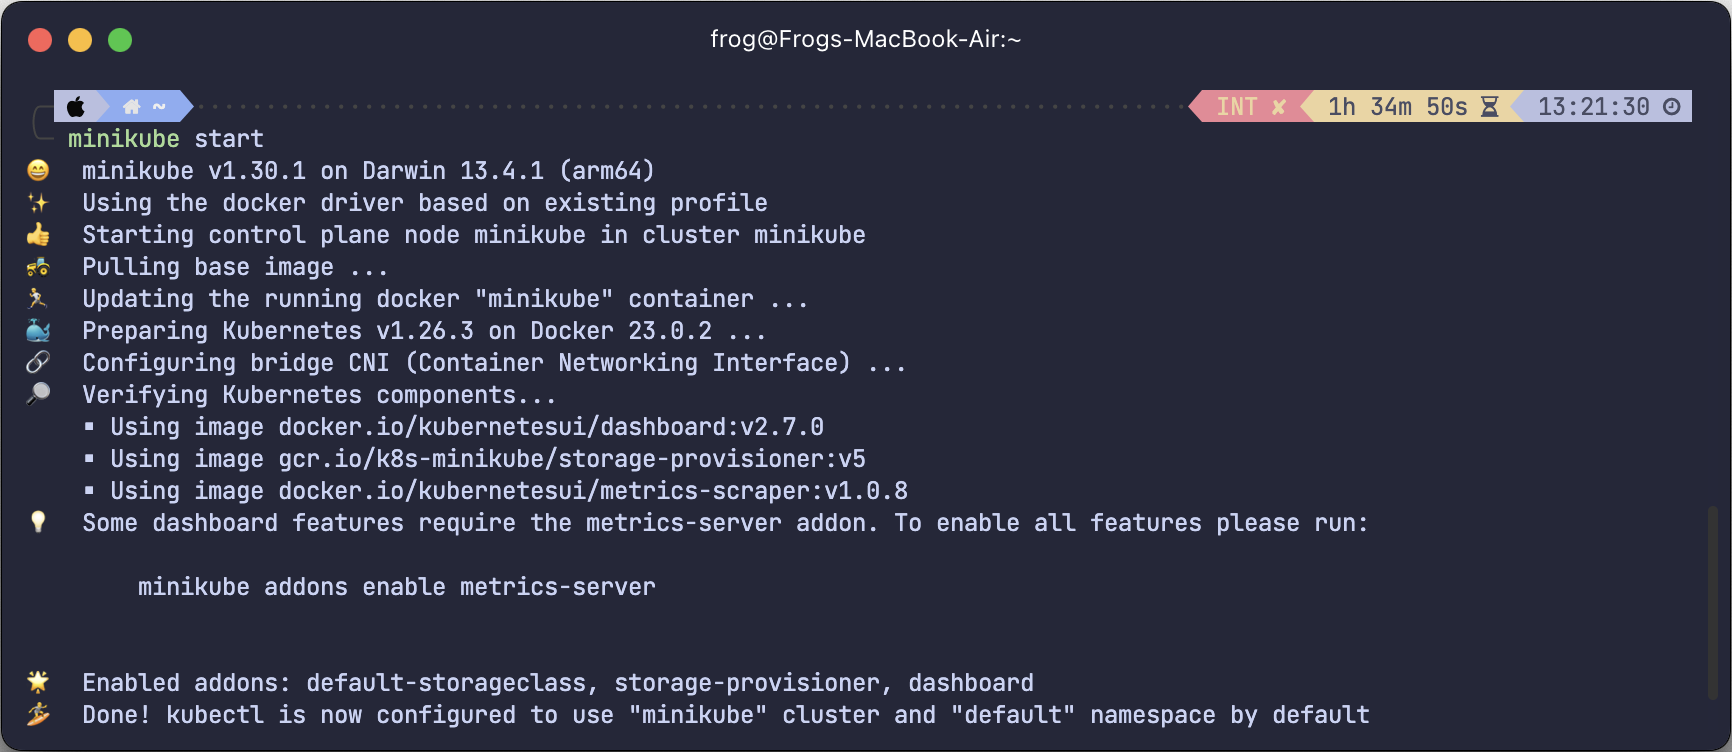 frog@Frogs-MacBook-Air:~
~ INT ✘ 1h 34m 50s 13:21:30
minikube start
😄 minikube v1.30.1 on Darwin 13.4.1 (arm64)
✨ Using the docker driver based on existing profile
👍 Starting control plane node minikube in cluster minikube
🚜 Pulling base image ...
🏃 Updating the running docker "minikube" container ...
🐳 Preparing Kubernetes v1.26.3 on Docker 23.0.2 ...
🔗 Configuring bridge CNI (Container Networking Interface) ...
🔎 Verifying Kubernetes components...
▪ Using image docker.io/kubernetesui/dashboard:v2.7.0
▪ Using image gcr.io/k8s-minikube/storage-provisioner:v5
▪ Using image docker.io/kubernetesui/metrics-scraper:v1.0.8
💡 Some dashboard features require the metrics-server addon. To enable all features please run:
minikube addons enable metrics-server
🌟 Enabled addons: default-storageclass, storage-provisioner, dashboard
🏄 Done! kubectl is now configured to use "minikube" cluster and "default" namespace by default